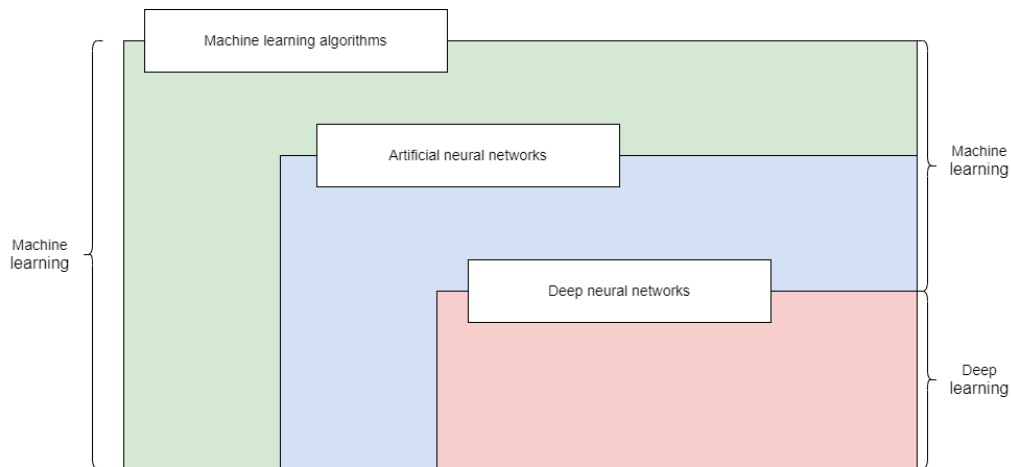 Machine learning algorithms
Artificial neural networks
Machine
learning
Machine
learning
Deep neural networks
Deep
learning